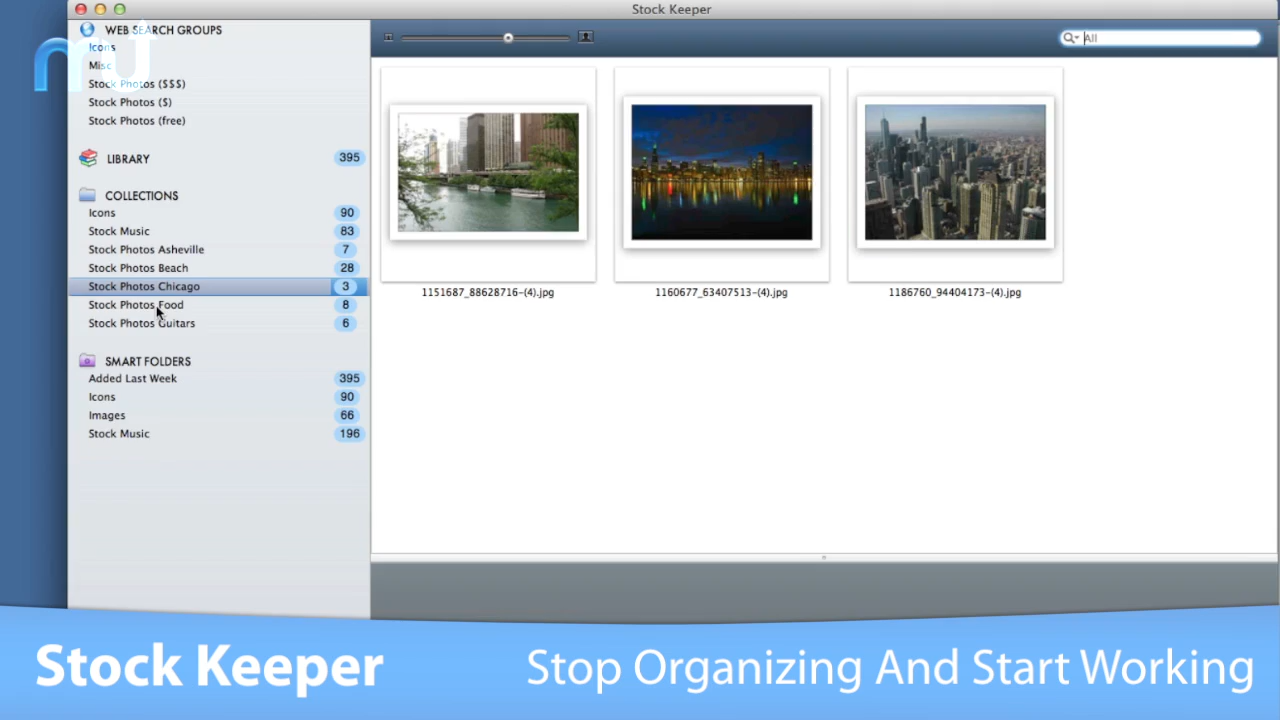 Stock Keeper
WEB SEARCH GROUPS
Icons
Misc
Stock Photos ($$$)
Stock Photos ($)
Stock Photos (free)
LIBRARY 395
COLLECTIONS
Icons 90
Stock Music 83
Stock Photos Asheville 7
Stock Photos Beach 28
Stock Photos Chicago 3
Stock Photos Food 8
Stock Photos Guitars 6
SMART FOLDERS
Added Last Week 395
Icons 90
Images 66
Stock Music 196
All
1151687_88628716-(4).jpg
1160677_63407513-(4).jpg
1186760_94404173-(4).jpg
mu
Stock Keeper
Stop Organizing And Start Working